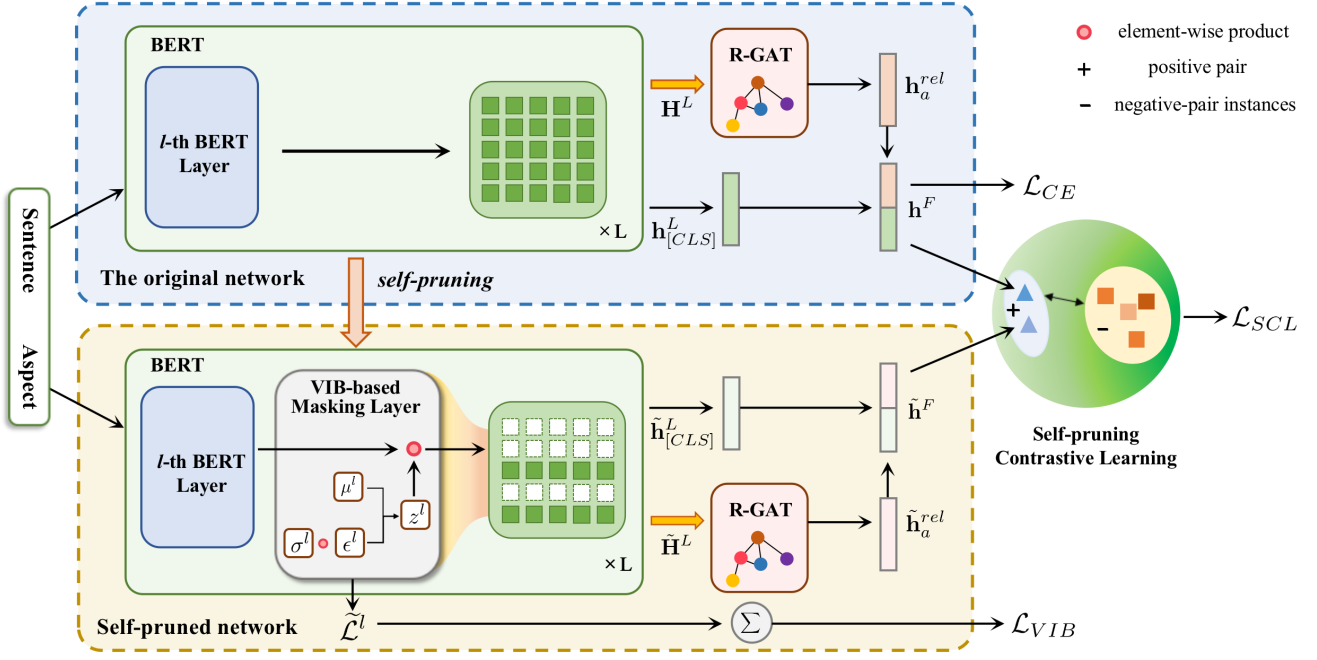 BERT
l-th BERT
Layer
× L
The original network
H^L
R-GAT
h_a^{rel}
h_{[CLS]}^L
h^F
ℒ_{CE}
element-wise product
+ positive pair
- negative-pair instances
Sentence
Aspect
self-pruning
+
-
ℒ_{SCL}
Self-pruning
Contrastive Learning
BERT
l-th BERT
Layer
VIB-based
Masking Layer
μ^l
σ^l
ϵ^l
z^l
× L
h̃_{[CLS]}^L
h̃^F
H̃^L
R-GAT
h̃_a^{rel}
Self-pruned network
ℒ̃^l
Σ
ℒ_{VIB}